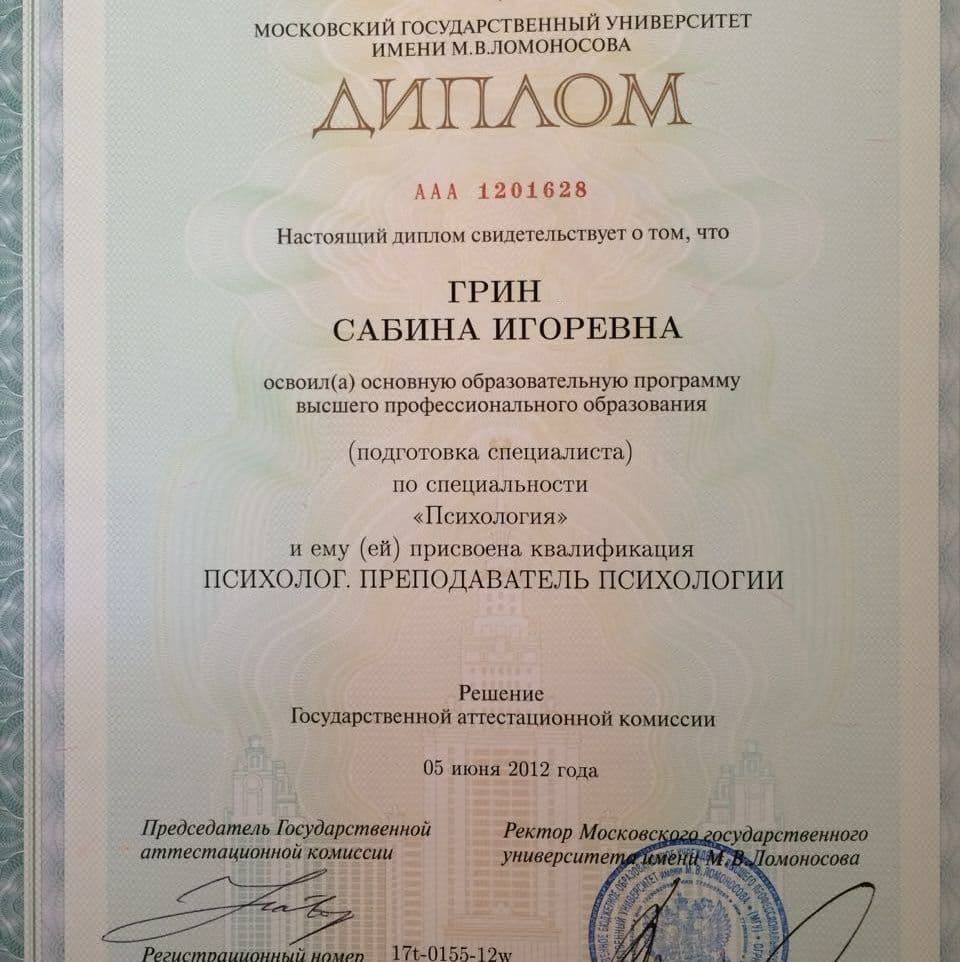 МОСКОВСКИЙ ГОСУДАРСТВЕННЫЙ УНИВЕРСИТЕТ
ИМЕНИ М.В.ЛОМОНОСОВА
ДИПЛОМ
ААА 1201628
Настоящий диплом свидетельствует о том, что
ГРИН
САБИНА ИГОРЕВНА
освоил(а) основную образовательную программу
высшего профессионального образования
(подготовка специалиста)
по специальности
«Психология»
и ему (ей) присвоена квалификация
ПСИХОЛОГ. ПРЕПОДАВАТЕЛЬ ПСИХОЛОГИИ
Решение
Государственной аттестационной комиссии
05 июня 2012 года
Председатель Государственной
аттестационной комиссии
Ректор Московского государственного
университета имени М.В.Ломоносова
Регистрационный номер 17t-0155-12w